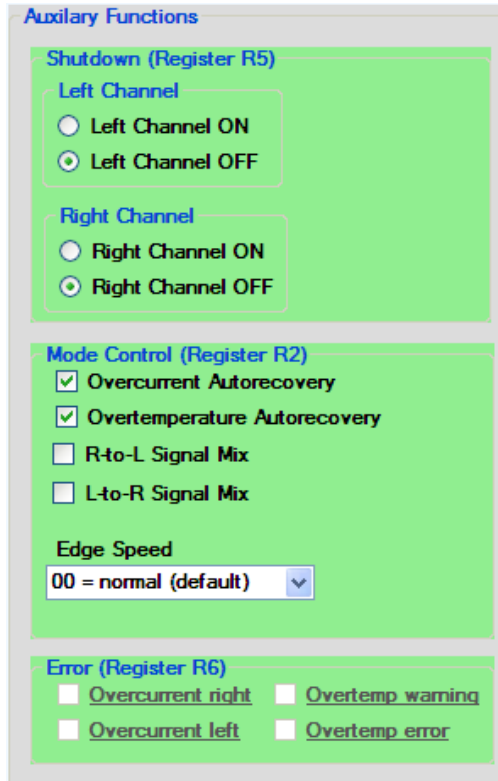 Auxilary Functions
Shutdown (Register R5)
Left Channel
Left Channel ON
Left Channel OFF
Right Channel
Right Channel ON
Right Channel OFF
Mode Control (Register R2)
Overcurrent Autorecovery
Overtemperature Autorecovery
R-to-L Signal Mix
L-to-R Signal Mix
Edge Speed
00 = normal (default)
Error (Register R6)
Overcurrent right Overtemp warning
Overcurrent left Overtemp error